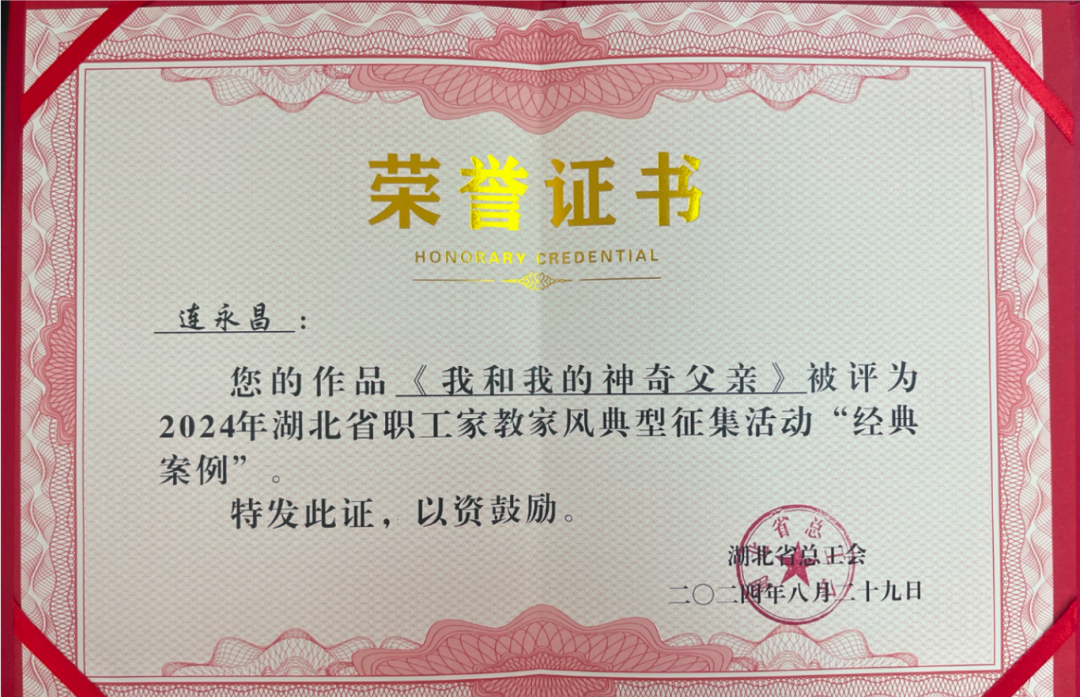 荣誉证书
HONORARY CREDENTIAL
连永昌：
您的作品《我和我的神奇父亲》被评为
2024年湖北省职工家教家风典型征集活动“经典
案例”。
特发此证，以资鼓励。
湖北省总工会
二〇二四年八月二十九日
省总